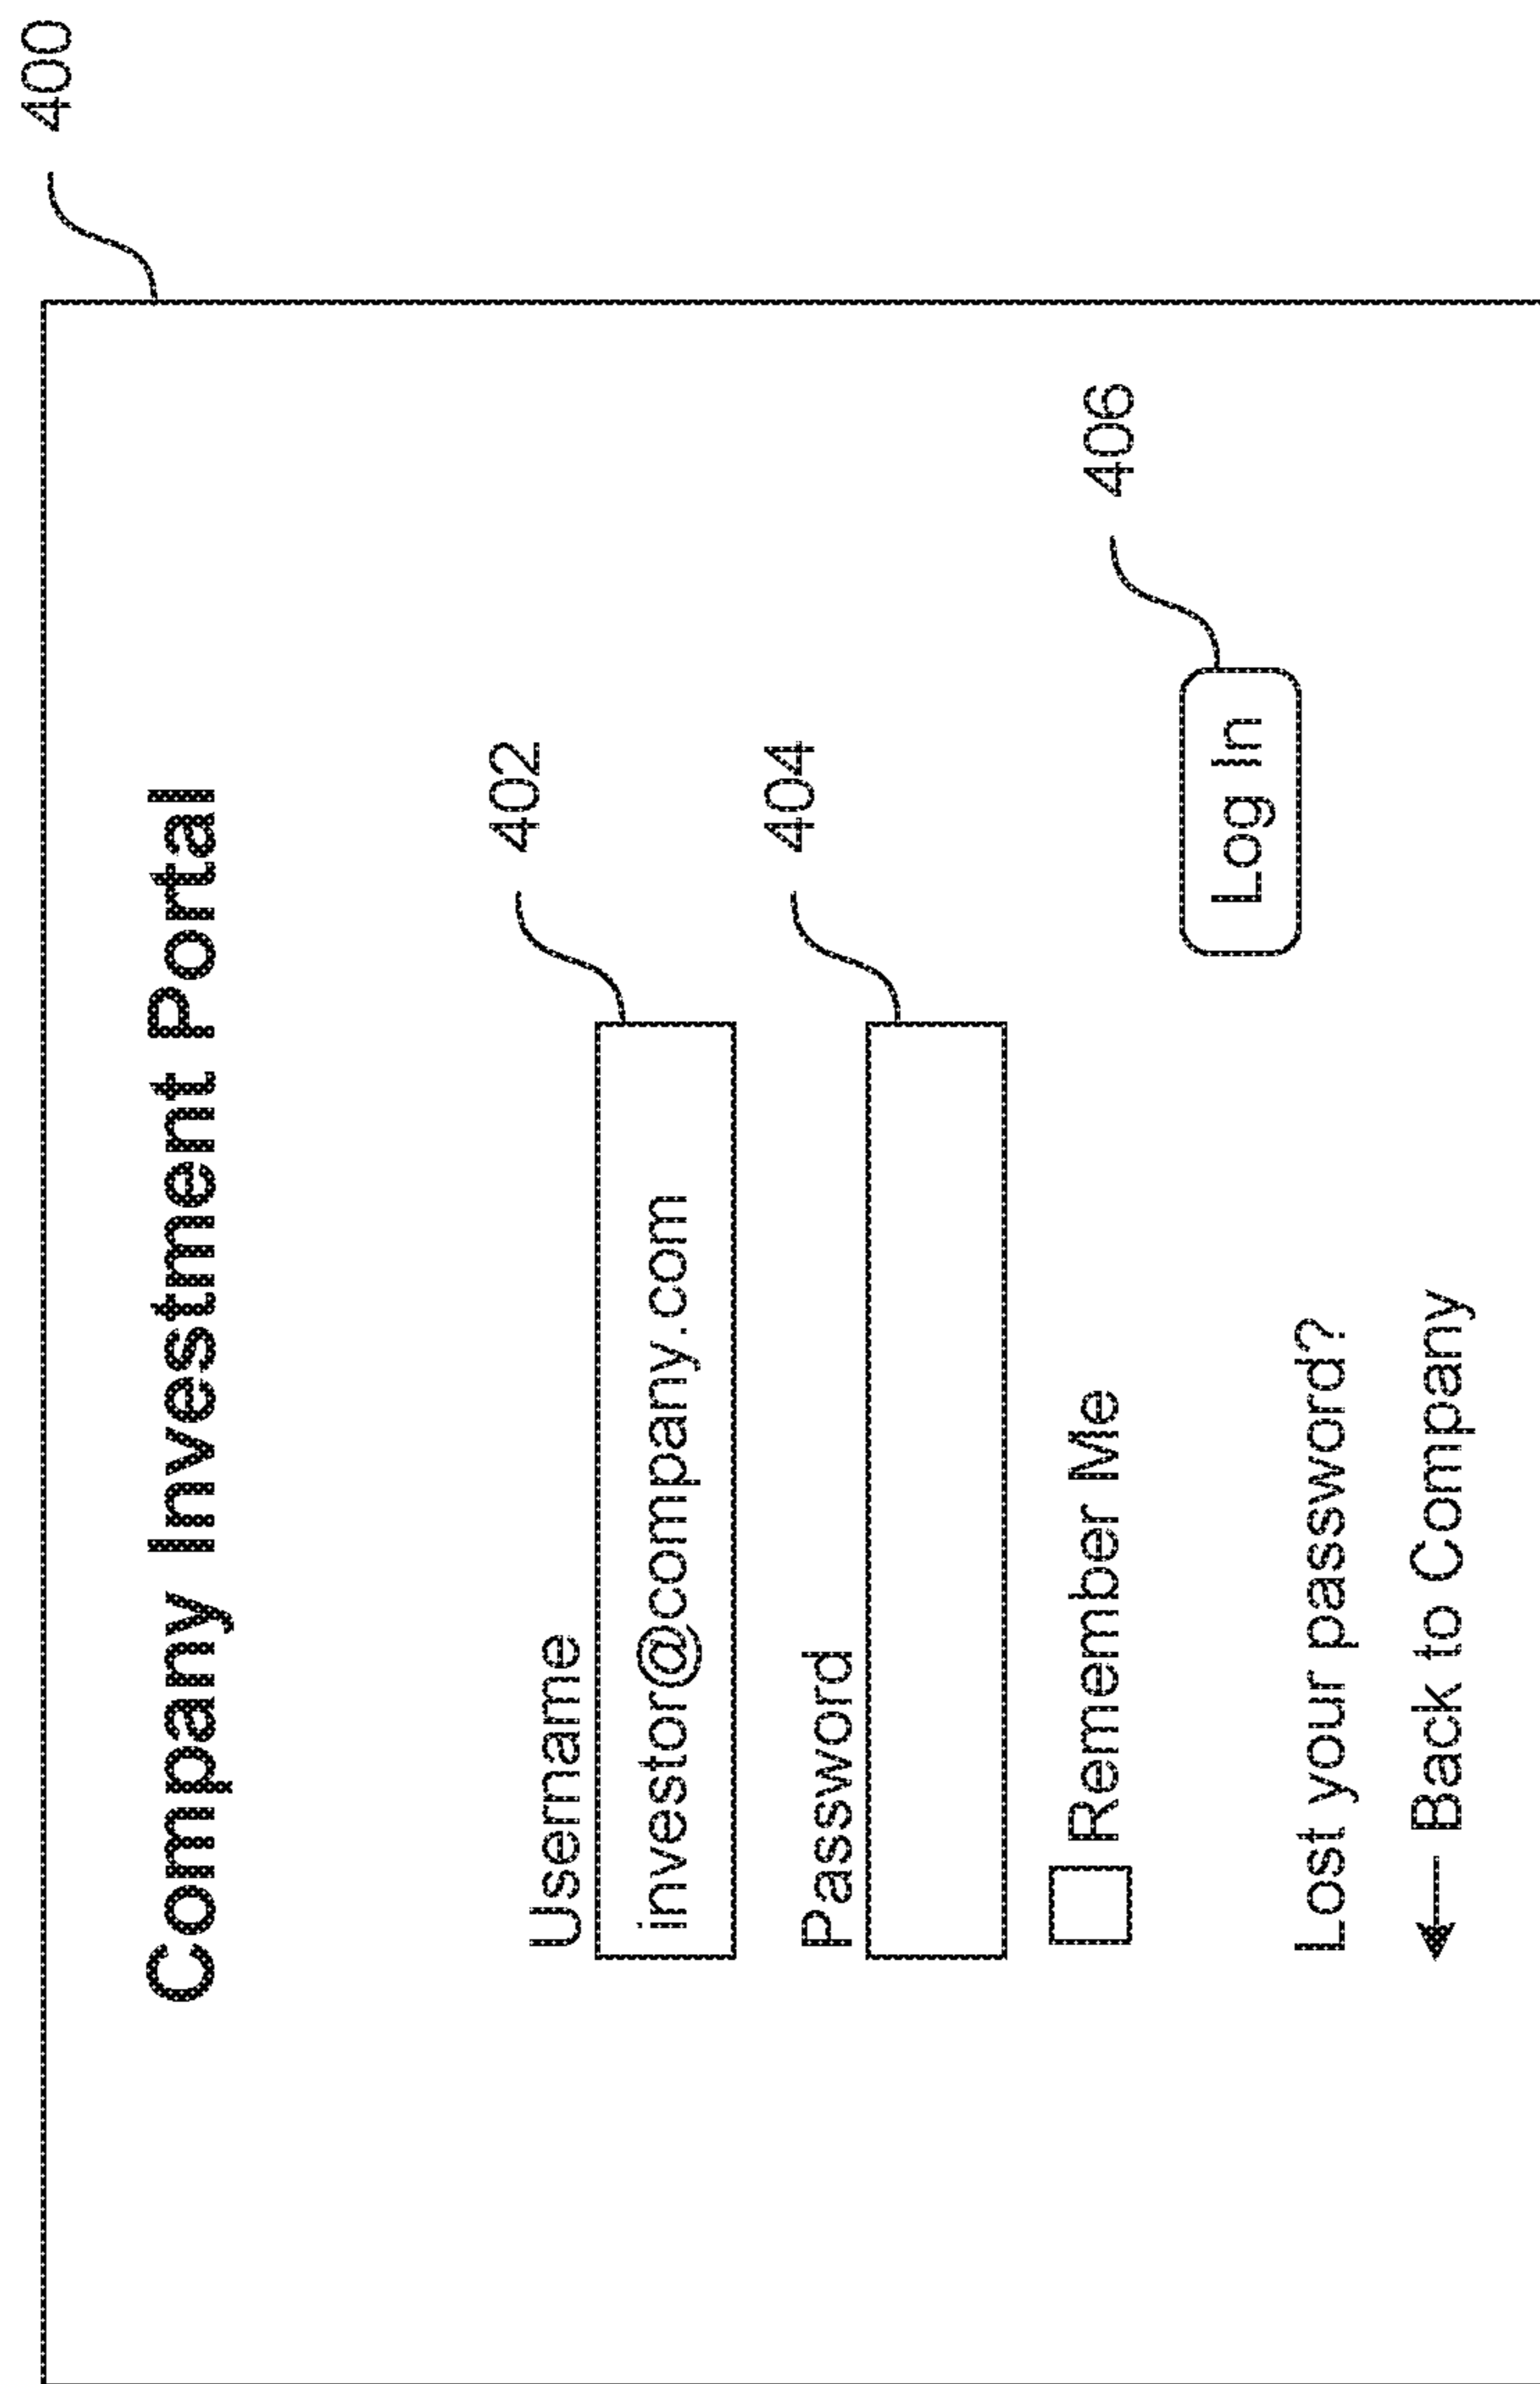 400
Company Investment Portal
402
Username
investor@company.com
404
Password
Remember Me
406
Log In
Lost your password?
Back to Company